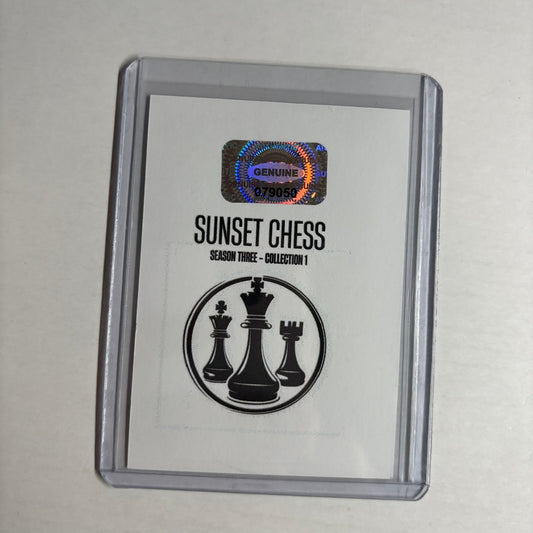 GENUINE
079050
SUNSET CHESS
SEASON THREE - COLLECTION 1